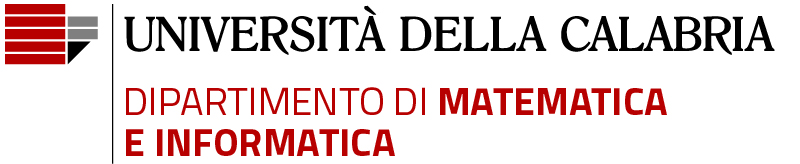 UNIVERSITÀ DELLA CALABRIA
DIPARTIMENTO DI MATEMATICA
E INFORMATICA